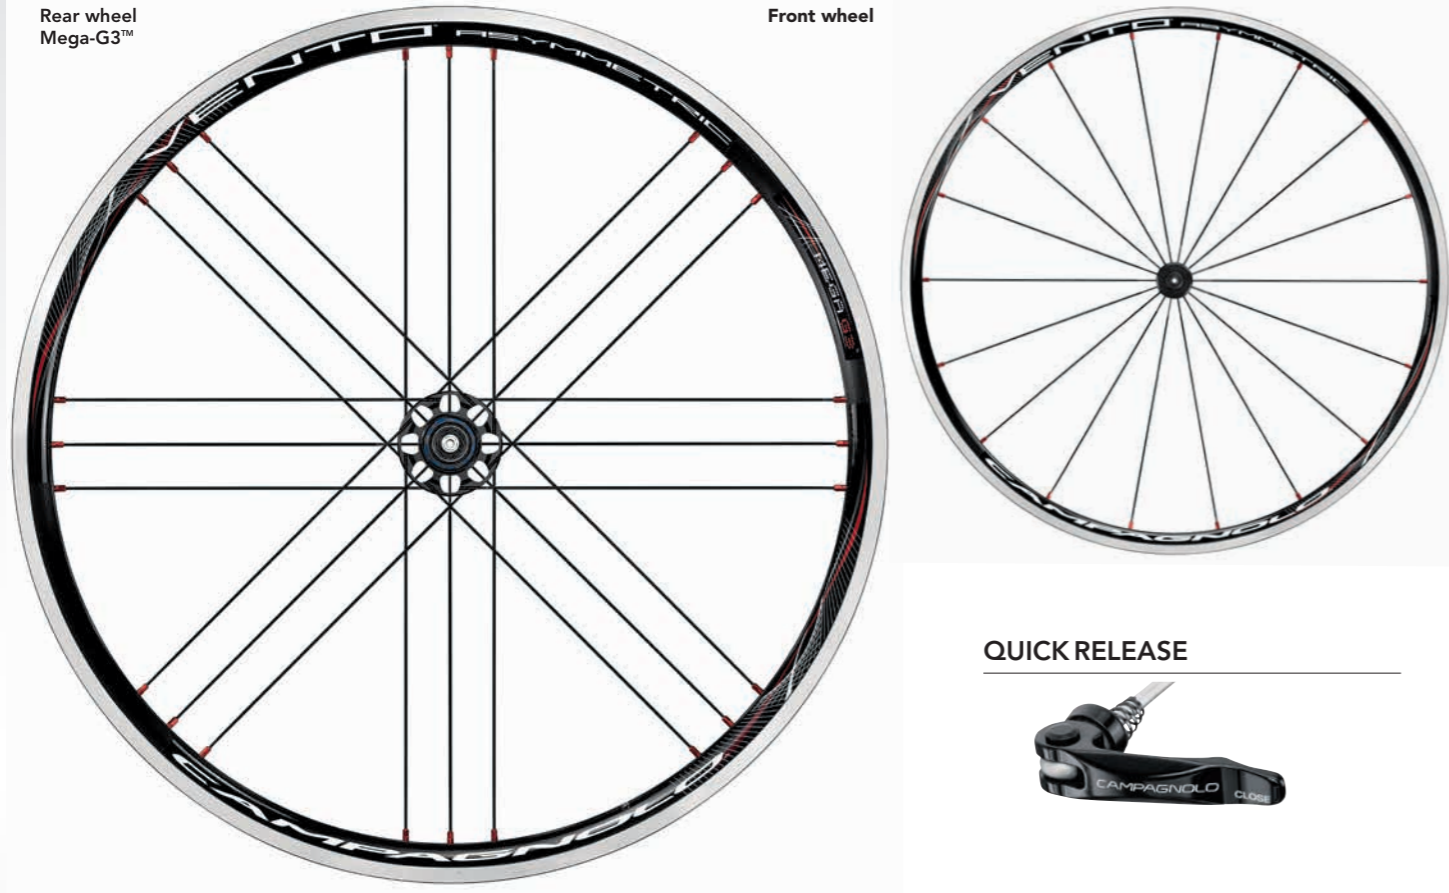 Rear wheel
Mega-G3™
Front wheel
VENTO ASYMMETRIC
MEGA G3
CAMPAGNOLO
VENTO ASYMMETRIC
CAMPAGNOLO
QUICK RELEASE
CAMPAGNOLO CLOSE